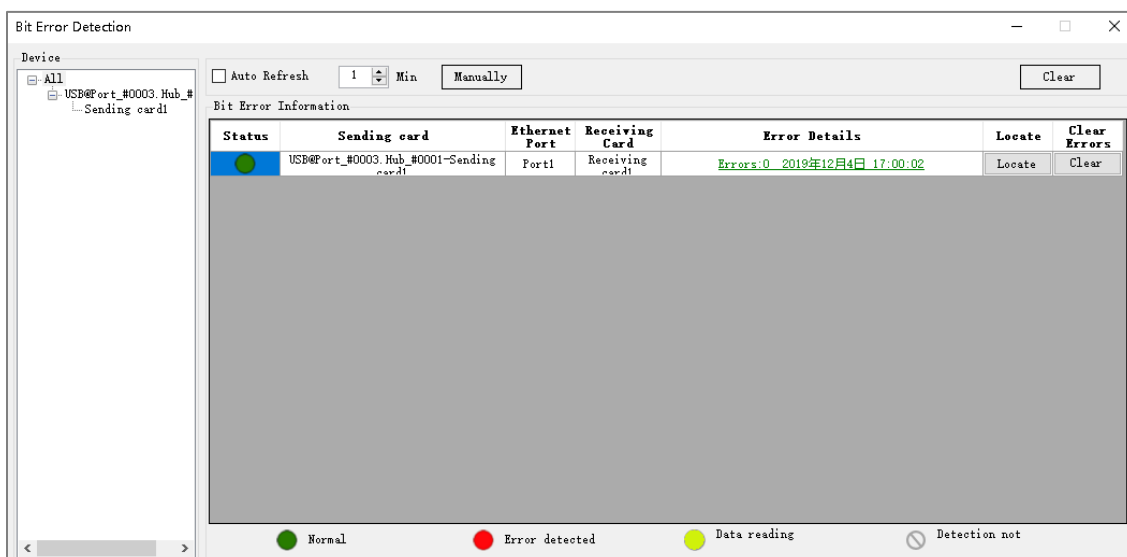 Bit Error Detection
Device
All
USB@Port_#0003.Hub_#
Sending card1
Auto Refresh 1 Min Manually Clear
Bit Error Information
Status Sending card Ethernet Port Receiving Card Error Details Locate Clear Errors
USB@Port_#0003.Hub_#0001-Sending card1 Port1 Receiving card1 Errors:0 2019年12月4日 17:00:02 Locate Clear
Normal Error detected Data reading Detection not